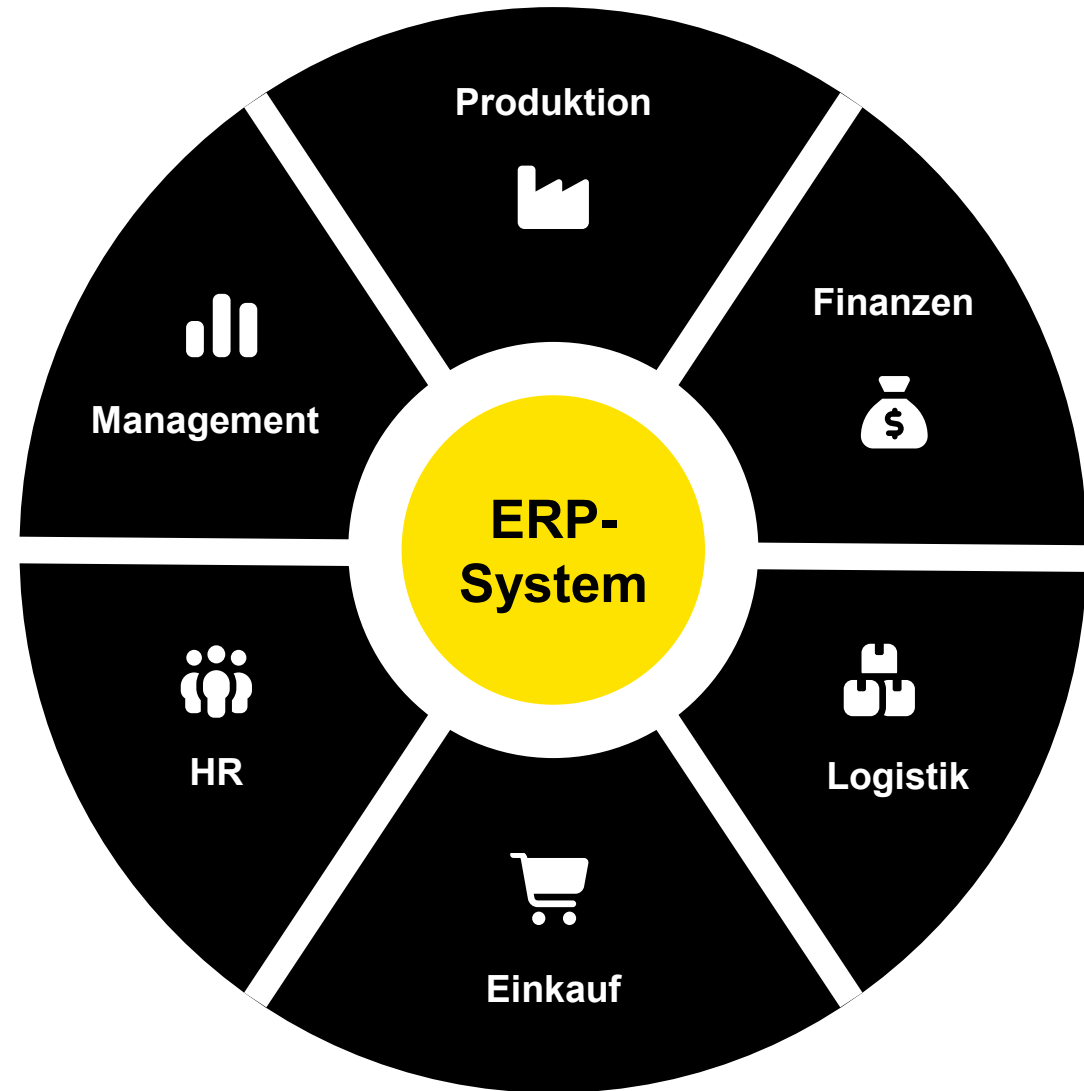 Produktion
Finanzen
$
Management
ERP-
System
HR
Logistik
Einkauf